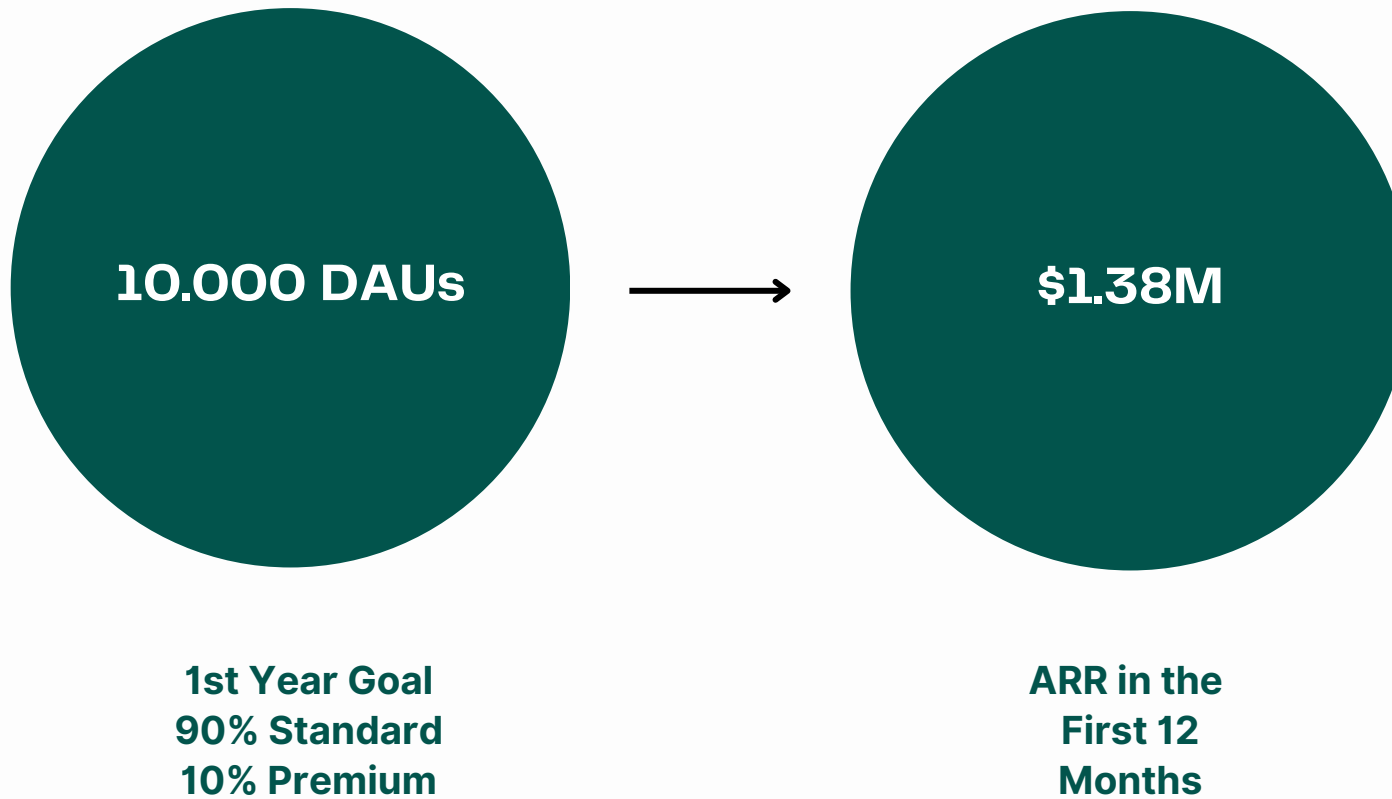 10.000 DAUs
$1.38M
1st Year Goal
90% Standard
10% Premium
ARR in the
First 12
Months